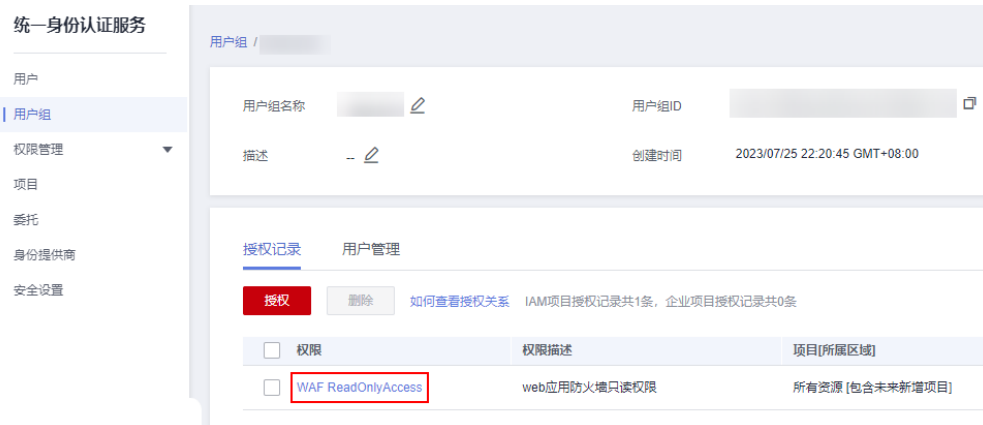 统一身份认证服务
用户
用户组
权限管理
项目
委托
身份提供商
安全设置
用户组 /
用户组名称
用户组ID
描述 --
创建时间 2023/07/25 22:20:45 GMT+08:00
授权记录 用户管理
授权 删除 如何查看授权关系 IAM项目授权记录共1条，企业项目授权记录共0条
权限 权限描述 项目[所属区域]
WAF ReadOnlyAccess web应用防火墙只读权限 所有资源 [包含未来新增项目]